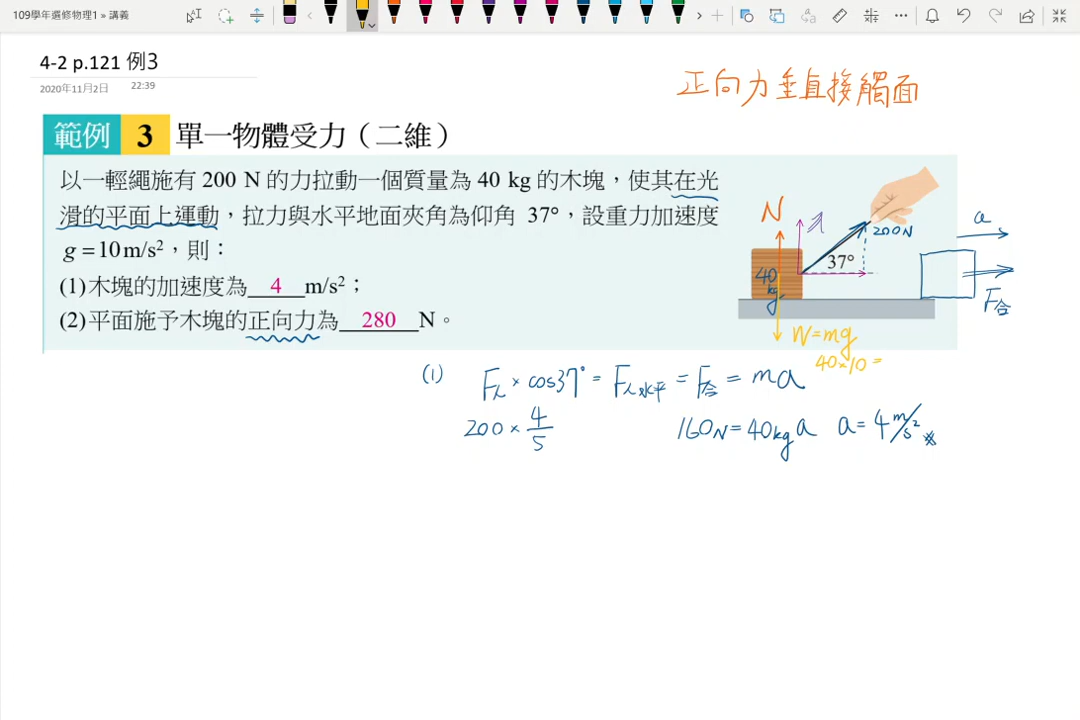 109學年選修物理1 » 講義
4-2 p.121 例3
2020年11月2日 22:39
正向力垂直接觸面
範例 3 單一物體受力（二維）
以一輕繩施有 200 N 的力拉動一個質量為 40 kg 的木塊，使其在光
滑的平面上運動，拉力與水平地面夾角為仰角 37°，設重力加速度
g＝10 m/s²，則：
(1)木塊的加速度為 4 m/s²；
(2)平面施予木塊的正向力為 280 N。
N
200N
37°
40
kg
a
F合
W=mg
40×10=
(1) F人 × cos37° = F人水平 = F合 = ma
200 × 4/5 160N = 40kg a a = 4 m/s²